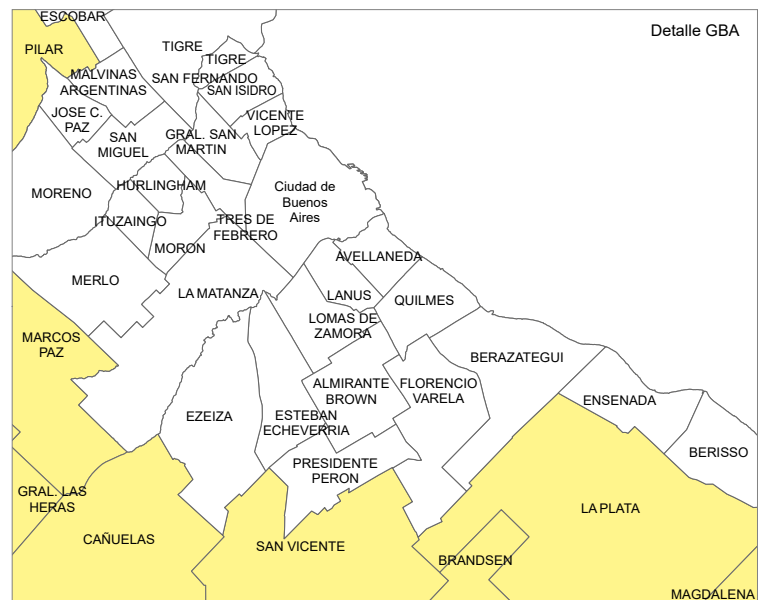 ESCOBAR
Detalle GBA
PILAR
TIGRE
TIGRE
MALVINAS
ARGENTINAS
SAN FERNANDO
SAN ISIDRO
JOSE C.
PAZ
VICENTE
LOPEZ
SAN
MIGUEL
GRAL. SAN
MARTIN
MORENO
HURLINGHAM
Ciudad de
Buenos
Aires
ITUZAINGO
TRES DE
FEBRERO
MORON
AVELLANEDA
MERLO
LA MATANZA
LANUS
QUILMES
LOMAS DE
ZAMORA
MARCOS
PAZ
BERAZATEGUI
ALMIRANTE
BROWN
FLORENCIO
VARELA
ENSENADA
EZEIZA
ESTEBAN
ECHEVERRIA
BERISSO
PRESIDENTE
PERON
GRAL. LAS
HERAS
LA PLATA
CAÑUELAS
SAN VICENTE
BRANDSEN
MAGDALENA